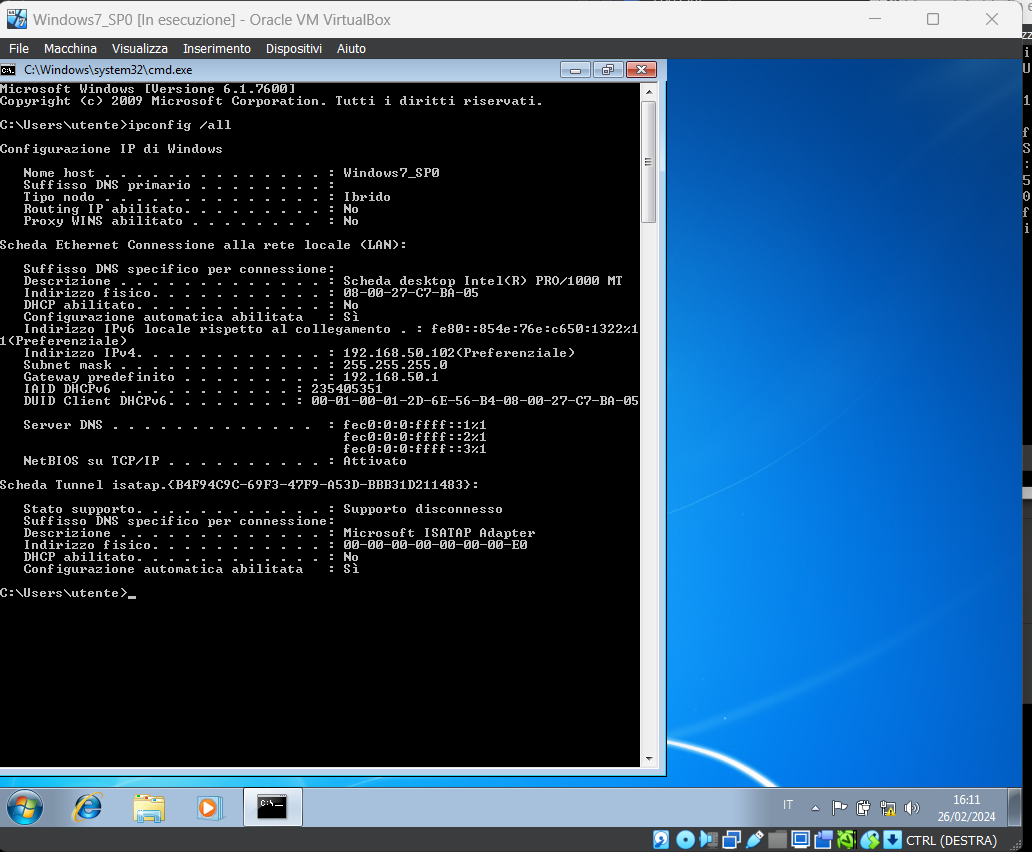 Windows7_SP0 [In esecuzione] - Oracle VM VirtualBox
File Macchina Visualizza Inserimento Dispositivi Aiuto
C:\Windows\system32\cmd.exe
Microsoft Windows [Versione 6.1.7600]
Copyright (c) 2009 Microsoft Corporation. Tutti i diritti riservati.
C:\Users\utente>ipconfig /all
Configurazione IP di Windows
Nome host . . . . . . . . . . . . . . : Windows7_SP0
Suffisso DNS primario . . . . . . . . :
Tipo nodo . . . . . . . . . . . . . . : Ibrido
Routing IP abilitato. . . . . . . . . : No
Proxy WINS abilitato . . . . . . . . : No
Scheda Ethernet Connessione alla rete locale (LAN):
Suffisso DNS specifico per connessione:
Descrizione . . . . . . . . . . . . . : Scheda desktop Intel(R) PRO/1000 MT
Indirizzo fisico. . . . . . . . . . . : 08-00-27-C7-BA-05
DHCP abilitato. . . . . . . . . . . . : No
Configurazione automatica abilitata : Sì
Indirizzo IPv6 locale rispetto al collegamento . : fe80::854e:76e:c650:1322%1
1(Preferenziale)
Indirizzo IPv4. . . . . . . . . . . . : 192.168.50.102(Preferenziale)
Subnet mask . . . . . . . . . . . . . : 255.255.255.0
Gateway predefinito . . . . . . . . . : 192.168.50.1
IAID DHCPv6 . . . . . . . . . . . : 235405351
DUID Client DHCPv6. . . . . . . . : 00-01-00-01-2D-6E-56-B4-08-00-27-C7-BA-05
Server DNS . . . . . . . . . . . . . : fec0:0:0:ffff::1%1
fec0:0:0:ffff::2%1
fec0:0:0:ffff::3%1
NetBIOS su TCP/IP . . . . . . . . . . : Attivato
Scheda Tunnel isatap.{B4F94C9C-69F3-47F9-A53D-BBB31D211483}:
Stato supporto. . . . . . . . . . . . : Supporto disconnesso
Suffisso DNS specifico per connessione:
Descrizione . . . . . . . . . . . . . : Microsoft ISATAP Adapter
Indirizzo fisico. . . . . . . . . . . : 00-00-00-00-00-00-00-E0
DHCP abilitato. . . . . . . . . . . . : No
Configurazione automatica abilitata : Sì
C:\Users\utente>_
IT
16:11
26/02/2024
CTRL (DESTRA)